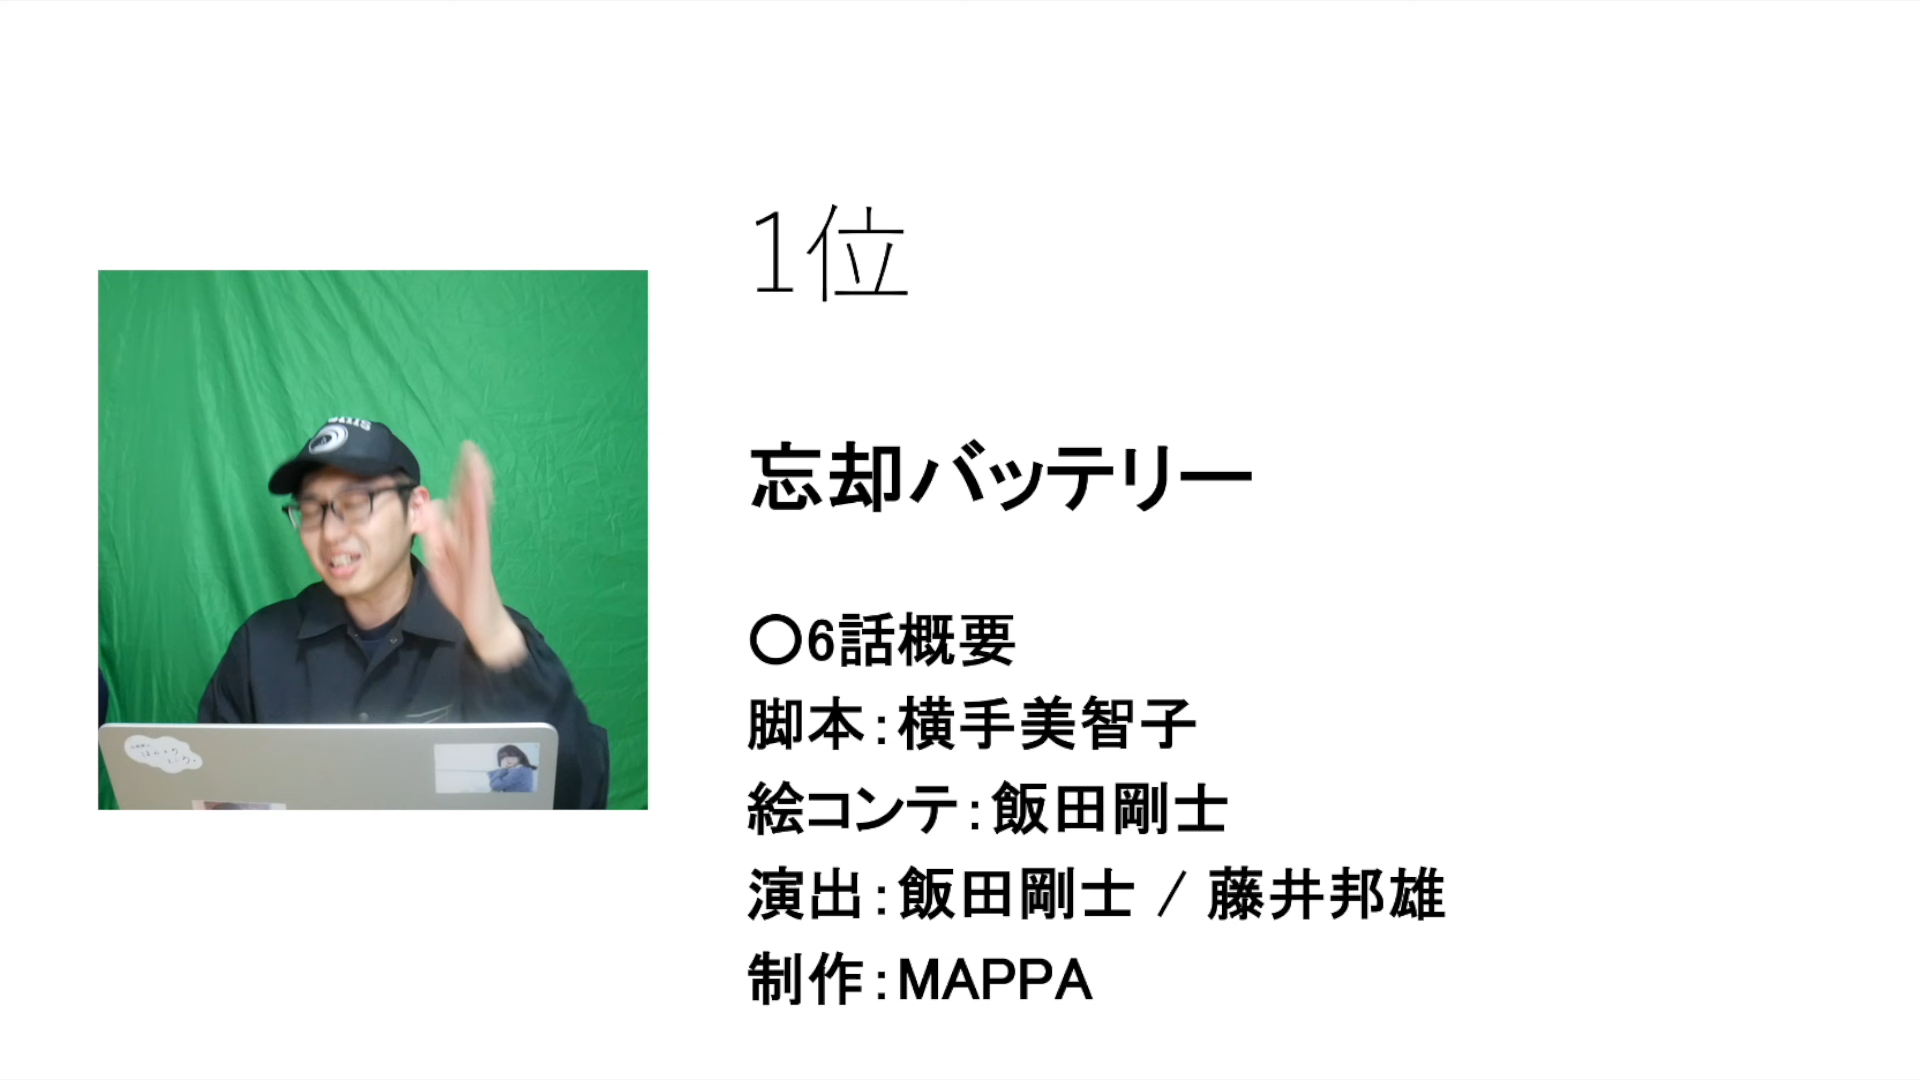 1位
忘却バッテリー
〇6話概要
脚本：横手美智子
絵コンテ：飯田剛士
演出：飯田剛士 / 藤井邦雄
制作：MAPPA